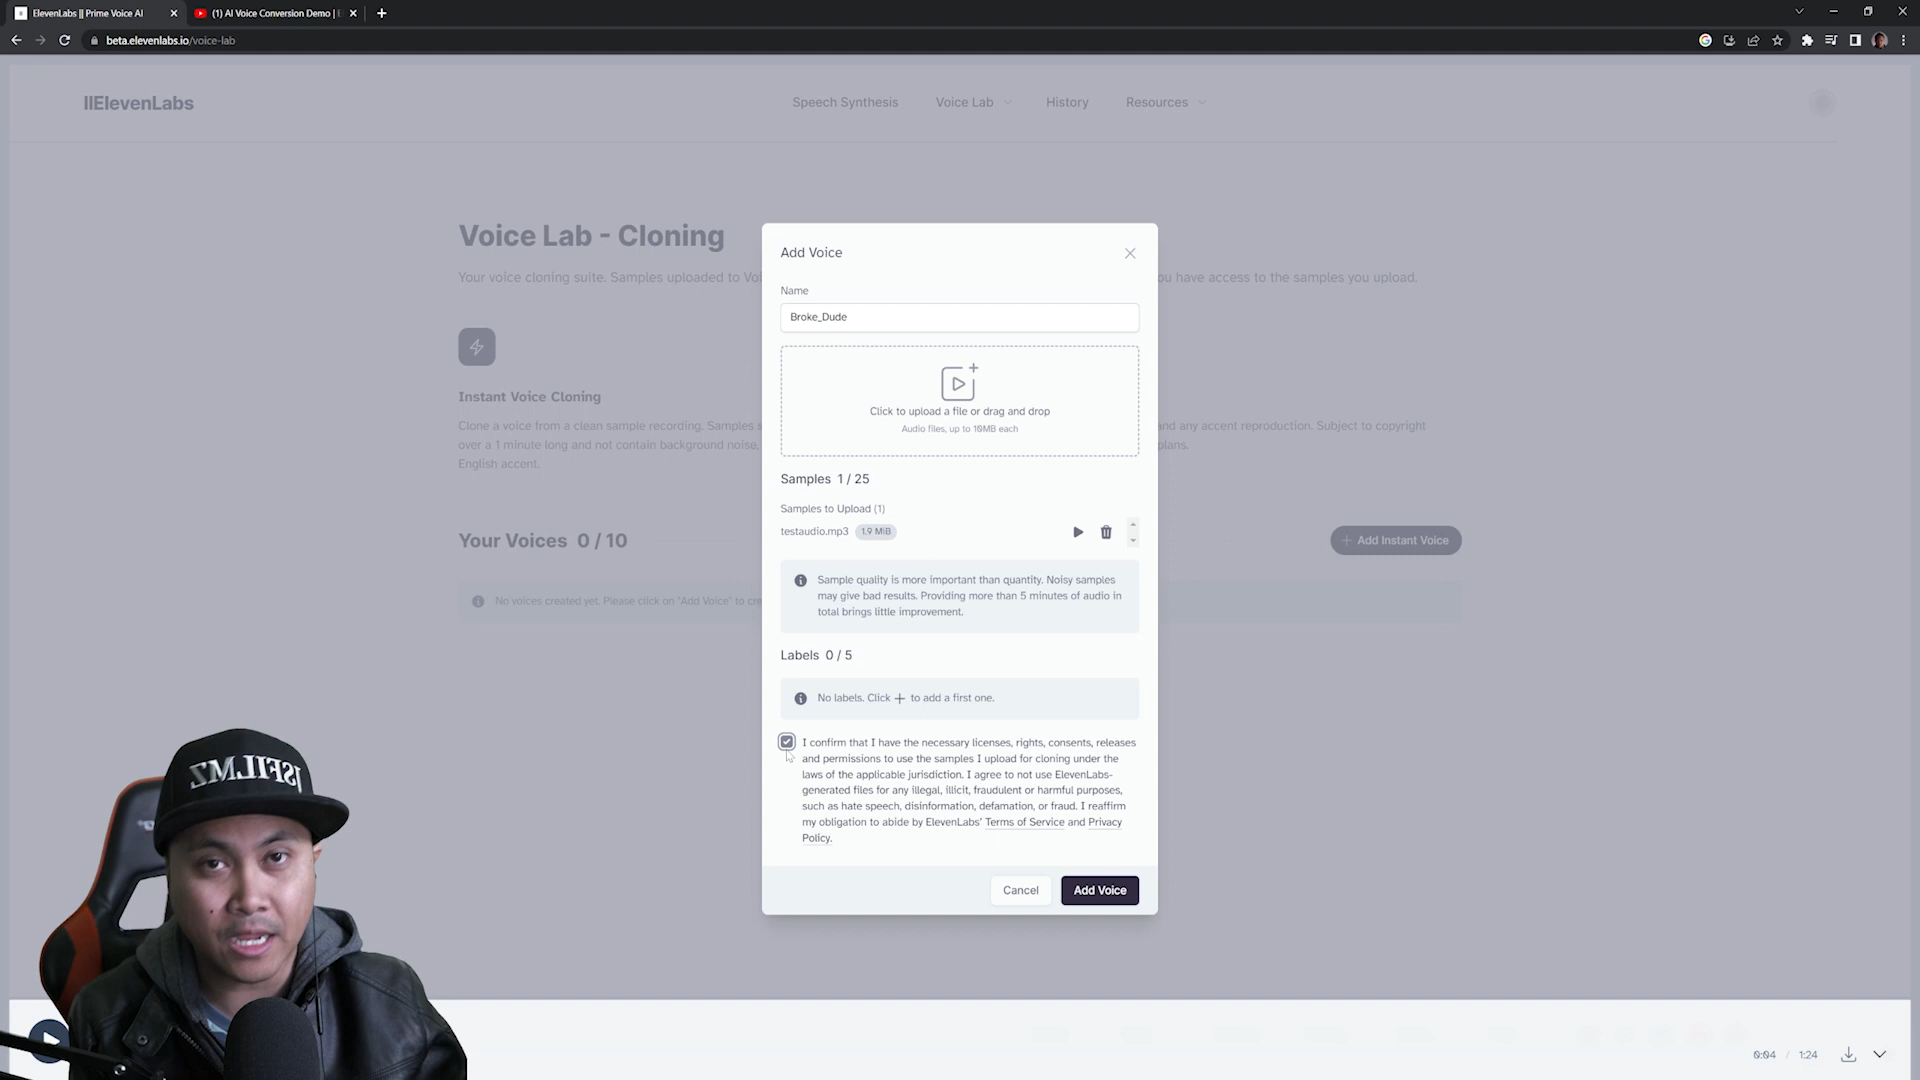 ElevenLabs || Prime Voice AI
(1) AI Voice Conversion Demo | E
beta.elevenlabs.io/voice-lab
IIElevenLabs
Speech Synthesis
Voice Lab
History
Resources
Voice Lab - Cloning
Your voice cloning suite. Samples uploaded to Voi
ou have access to the samples you upload.
Instant Voice Cloning
Clone a voice from a clean sample recording. Samples s
over a 1 minute long and not contain background noise,
English accent.
and any accent reproduction. Subject to copyright
plans.
Your Voices 0 / 10
+ Add Instant Voice
No voices created yet. Please click on "Add Voice" to cre
Add Voice
Name
Broke_Dude
Click to upload a file or drag and drop
Audio files, up to 10MB each
Samples 1 / 25
Samples to Upload (1)
testaudio.mp3 1.9 MiB
Sample quality is more important than quantity. Noisy samples
may give bad results. Providing more than 5 minutes of audio in
total brings little improvement.
Labels 0 / 5
No labels. Click + to add a first one.
I confirm that I have the necessary licenses, rights, consents, releases
and permissions to use the samples I upload for cloning under the
laws of the applicable jurisdiction. I agree to not use ElevenLabs-
generated files for any illegal, illicit, fraudulent or harmful purposes,
such as hate speech, disinformation, defamation, or fraud. I reaffirm
my obligation to abide by ElevenLabs' Terms of Service and Privacy
Policy.
Cancel
Add Voice
JSFILMZ
0:04 / 1:24